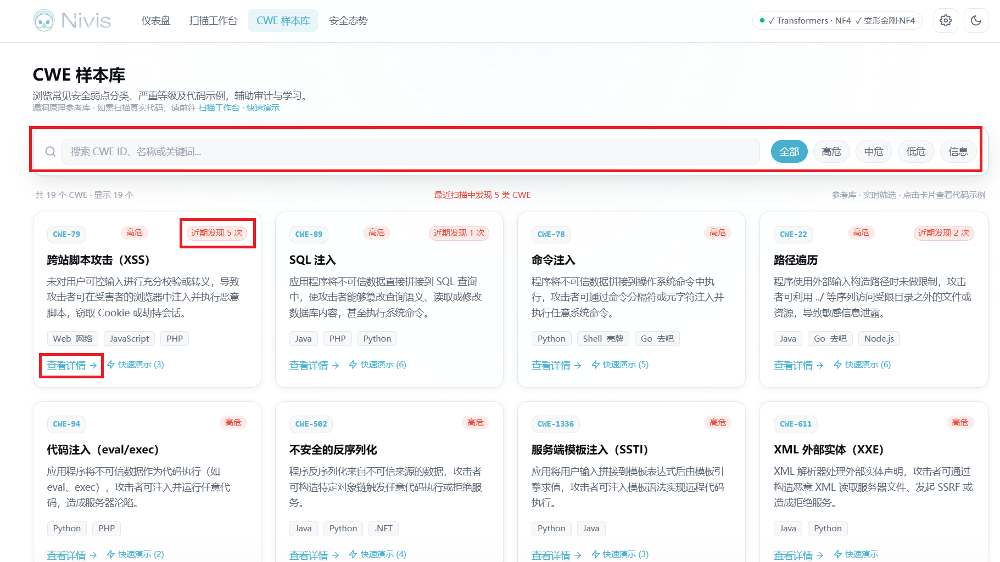 Nivis
仪表盘
扫描工作台
CWE 样本库
安全态势
✓ Transformers · NF4 ✓ 变形金刚·NF4
CWE 样本库
浏览常见安全弱点分类、严重等级及代码示例，辅助审计与学习。
漏洞原理参考库 · 如需扫描真实代码，请前往 扫描工作台 · 快速演示
搜索 CWE ID、名称或关键词...
全部
高危
中危
低危
信息
共 19 个 CWE · 显示 19 个
最近扫描中发现 5 类 CWE
参考库 · 实时筛选 · 点击卡片查看代码示例
CWE-79
高危
近期发现 5 次
跨站脚本攻击（XSS）
未对用户可控输入进行充分校验或转义，导致
攻击者可在受害者的浏览器中注入并执行恶意
脚本，窃取 Cookie 或劫持会话。
Web 网络
JavaScript
PHP
查看详情 →
快速演示 (3)
CWE-89
高危
近期发现 1 次
SQL 注入
应用程序将不可信数据直接拼接到 SQL 查询
中，使攻击者能够篡改查询语义、读取或修改
数据库内容，甚至执行系统命令。
Java
PHP
Python
查看详情 →
快速演示 (6)
CWE-78
高危
命令注入
程序将不可信数据拼接到操作系统命令中执
行，攻击者可通过命令分隔符或元字符注入并
执行任意系统命令。
Python
Shell 壳牌
Go 去吧
查看详情 →
快速演示 (5)
CWE-22
高危
近期发现 2 次
路径遍历
程序使用外部输入构造路径时未做限制，攻击
者可利用 ../ 等序列访问受限目录之外的文件或
资源，导致敏感信息泄露。
Java
Go 去吧
Node.js
查看详情 →
快速演示 (6)
CWE-94
高危
代码注入（eval/exec）
应用程序将不可信数据作为代码执行（如
eval、exec），攻击者可注入并运行任意代
码，造成服务器沦陷。
Python
PHP
查看详情 →
快速演示 (2)
CWE-502
高危
不安全的反序列化
程序反序列化来自不可信来源的数据，攻击者
可构造特定对象链触发任意代码执行或拒绝服
务。
Java
Python
.NET
查看详情 →
快速演示 (4)
CWE-1336
高危
服务端模板注入（SSTI）
应用将用户输入拼接到模板表达式后由模板引
擎求值，攻击者可注入模板语法实现远程代码
执行。
Python
Java
查看详情 →
快速演示 (3)
CWE-611
高危
XML 外部实体（XXE）
XML 解析器处理外部实体声明，攻击者可通过
构造恶意 XML 读取服务器文件、发起 SSRF 或
造成拒绝服务。
Java
Python
查看详情 →
快速演示